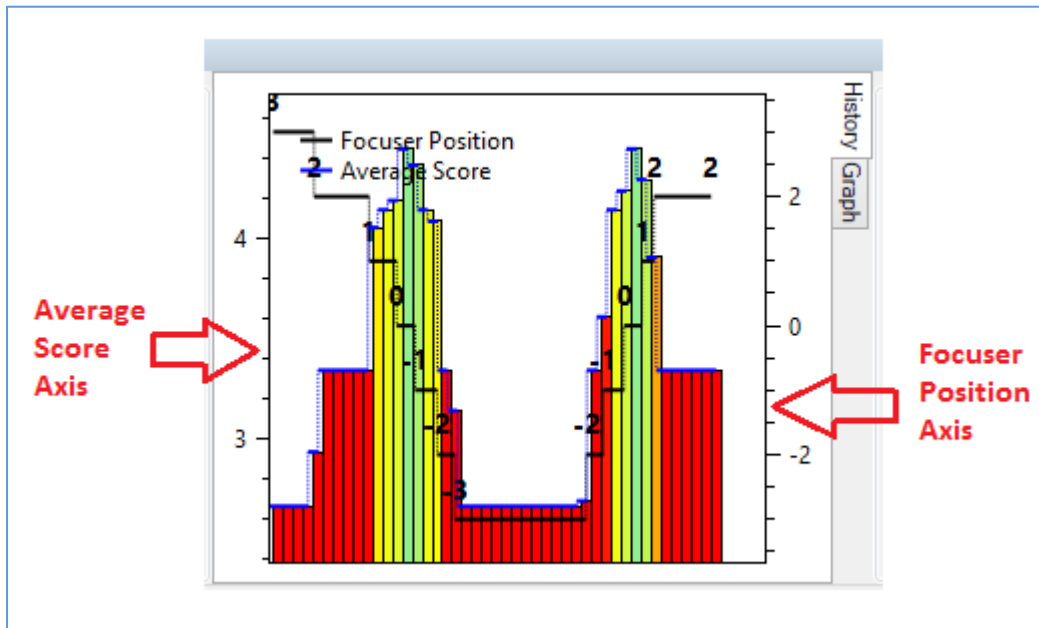 3
Focuser Position
2
Average Score
2
2
1
1
0
0
-1
-1
-2
-2
-3
4
3
2
0
-2
History
Graph
Average
Score
Axis
Focuser
Position
Axis